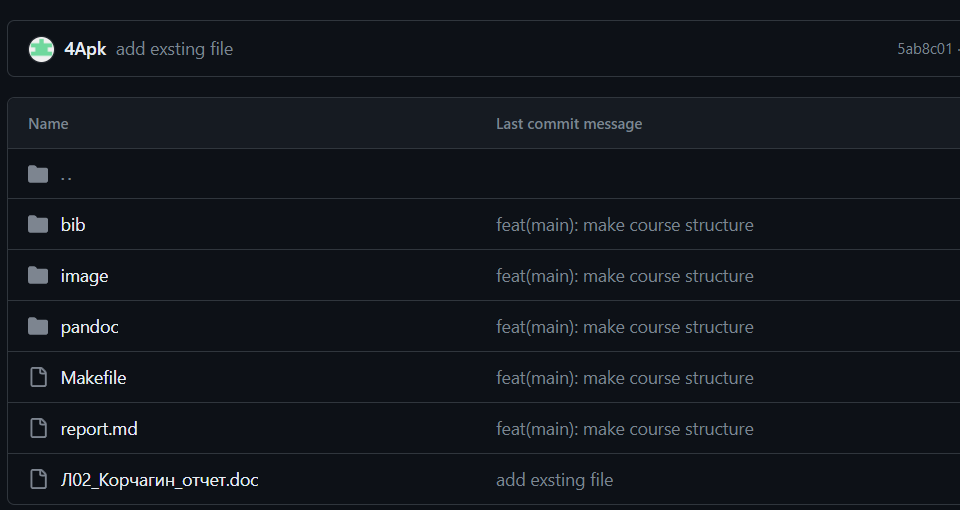 4Apk add exsting file 5ab8c01
Name Last commit message
..
bib feat(main): make course structure
image feat(main): make course structure
pandoc feat(main): make course structure
Makefile feat(main): make course structure
report.md feat(main): make course structure
Л02_Корчагин_отчет.doc add exsting file